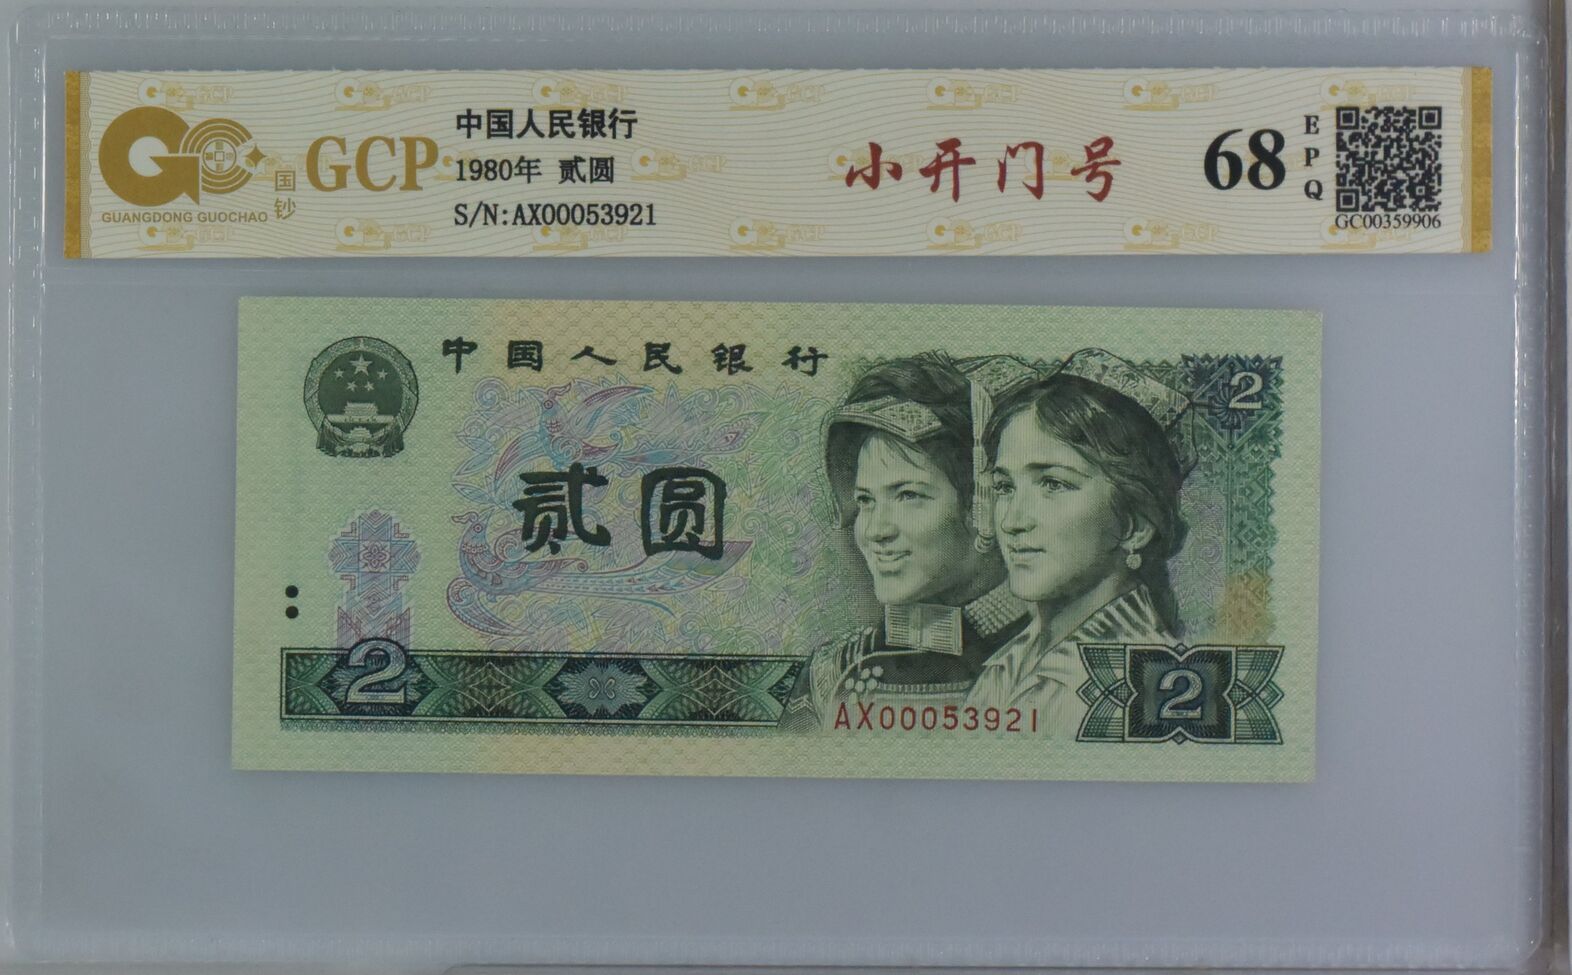 GCP
国钞
GUANGDONG GUOCHAO
中国人民银行
1980年 贰圆
S/N:AX00053921
小开门号
68
EPQ
GC00359906
中国人民银行
2
贰圆
2
AX00053921
2